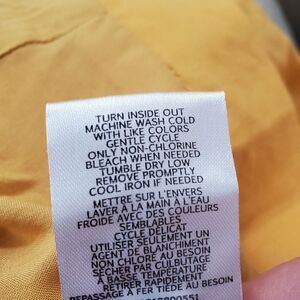 TURN INSIDE OUT
MACHINE WASH COLD
WITH LIKE COLORS
GENTLE CYCLE
ONLY NON-CHLORINE
BLEACH WHEN NEEDED
TUMBLE DRY LOW
REMOVE PROMPTLY
COOL IRON IF NEEDED
METTRE SUR L'ENVERS
LAVER À LA MAIN À L'EAU
FROIDE AVEC DES COULEURS
SEMBLABLES
CYCLE DÉLICAT
UTILISER SEULEMENT UN
AGENT DE BLANCHIMENT
NON CHLORÉ AU BESOIN
SÉCHER PAR CULBUTAGE
À BASSE TEMPÉRATURE
RETIRER RAPIDEMENT
REPASSAGE À FER TIÈDE AU BESOIN